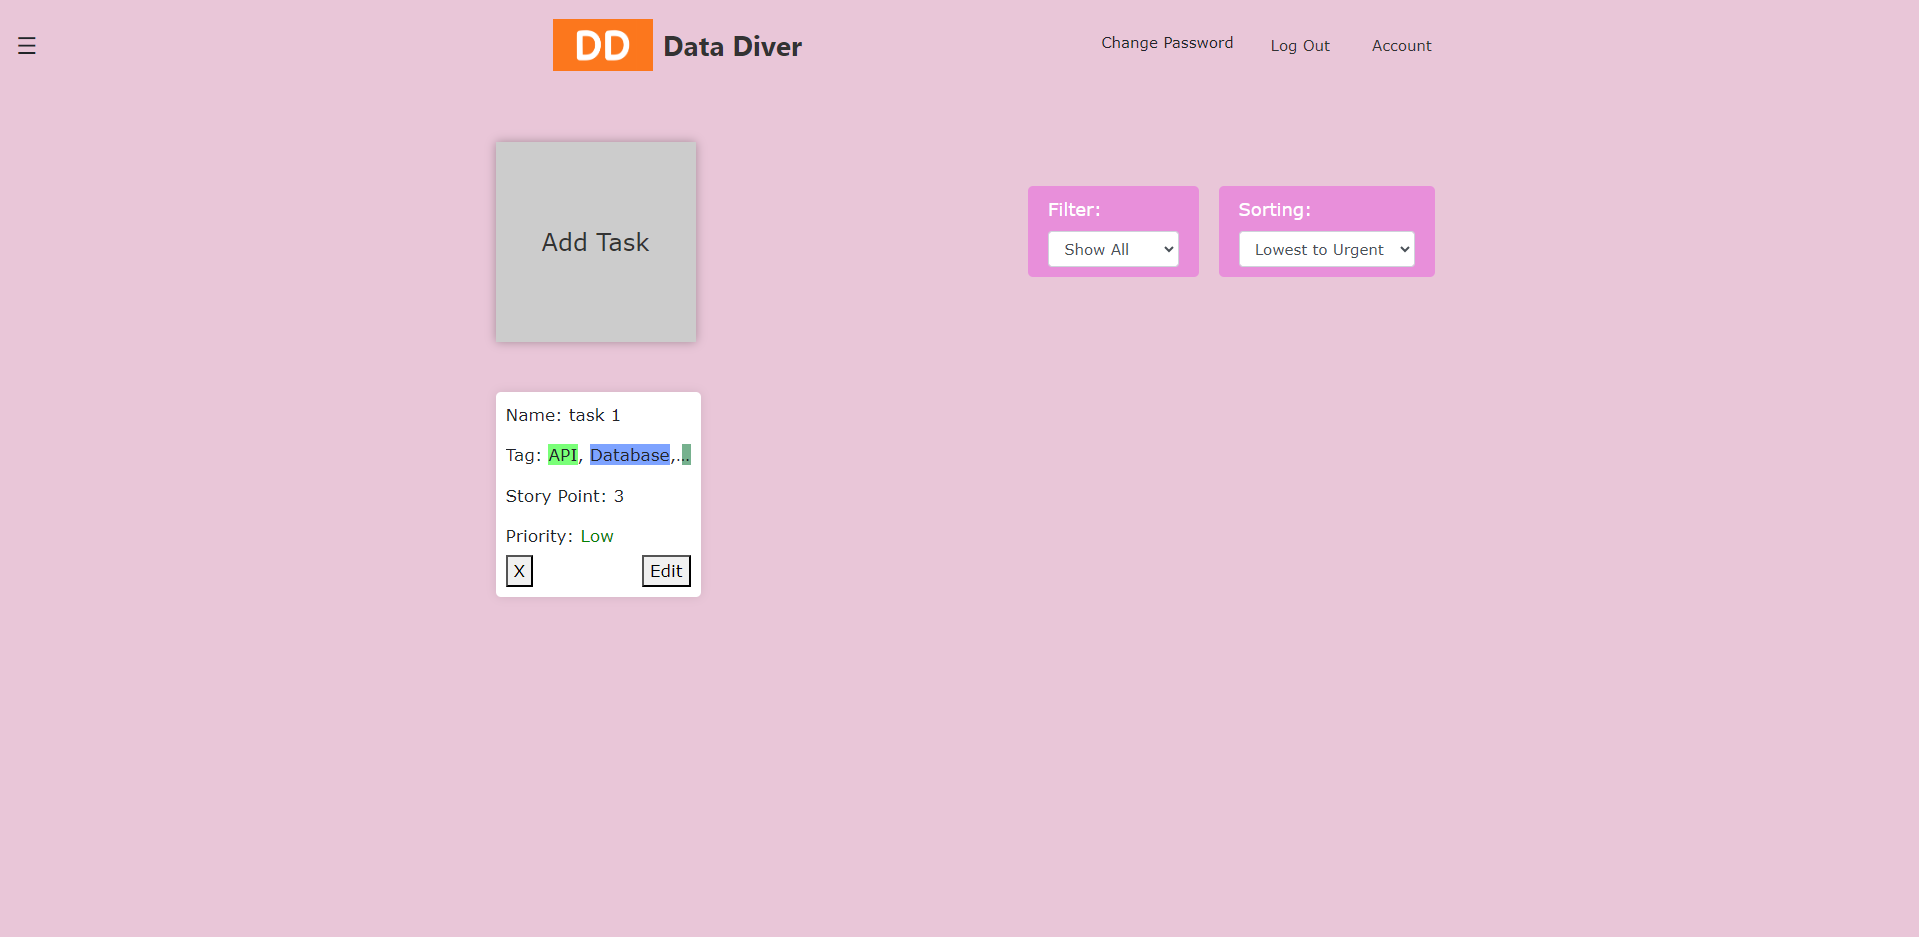 ☰
DD Data Diver
Change Password Log Out Account
Add Task
Filter:
Show All
Sorting:
Lowest to Urgent
Name: task 1
Tag: API, Database,...
Story Point: 3
Priority: Low
X Edit